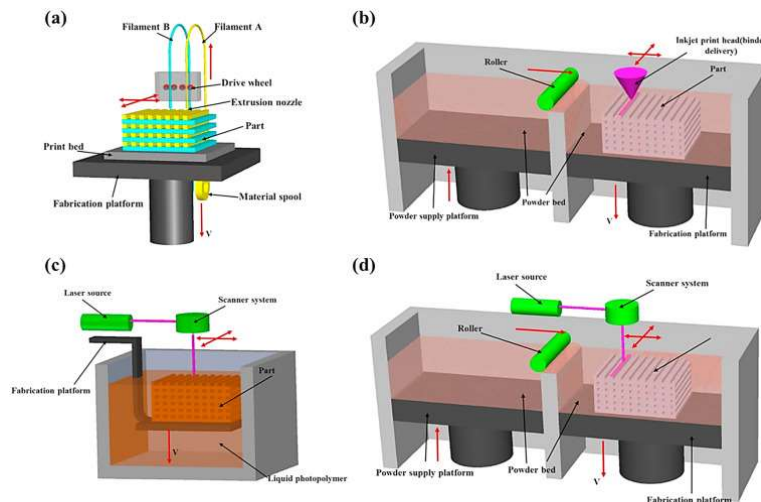 (a)
Filament B
Filament A
Drive wheel
Extrusion nozzle
Part
Print bed
Fabrication platform
Material spool
V
(b)
Inkjet print head(binder
delivery)
Roller
Part
Powder supply platform
Powder bed
V
Fabrication platform
(c)
Laser source
Scanner system
Fabrication
platform
Part
V
Liquid photopolymer
(d)
Laser source
Scanner system
Roller
Powder supply platform
Powder bed
V
Fabrication platform